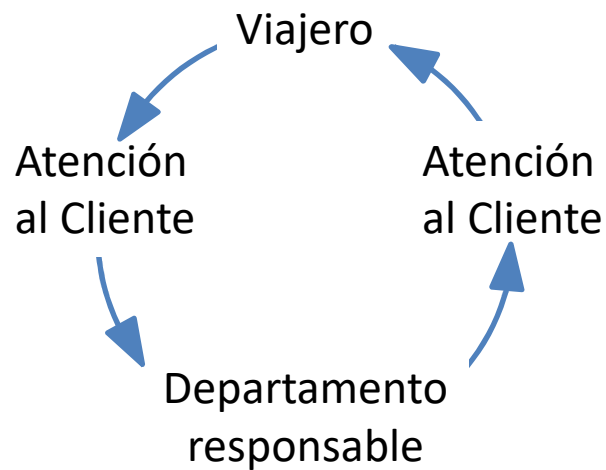 Viajero
Atención
al Cliente
Atención
al Cliente
Departamento
responsable